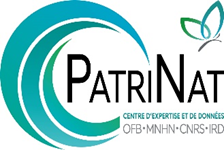 PATRINAT
CENTRE D'EXPERTISE ET DE DONNÉES
OFB•MNHN•CNRS•IRD